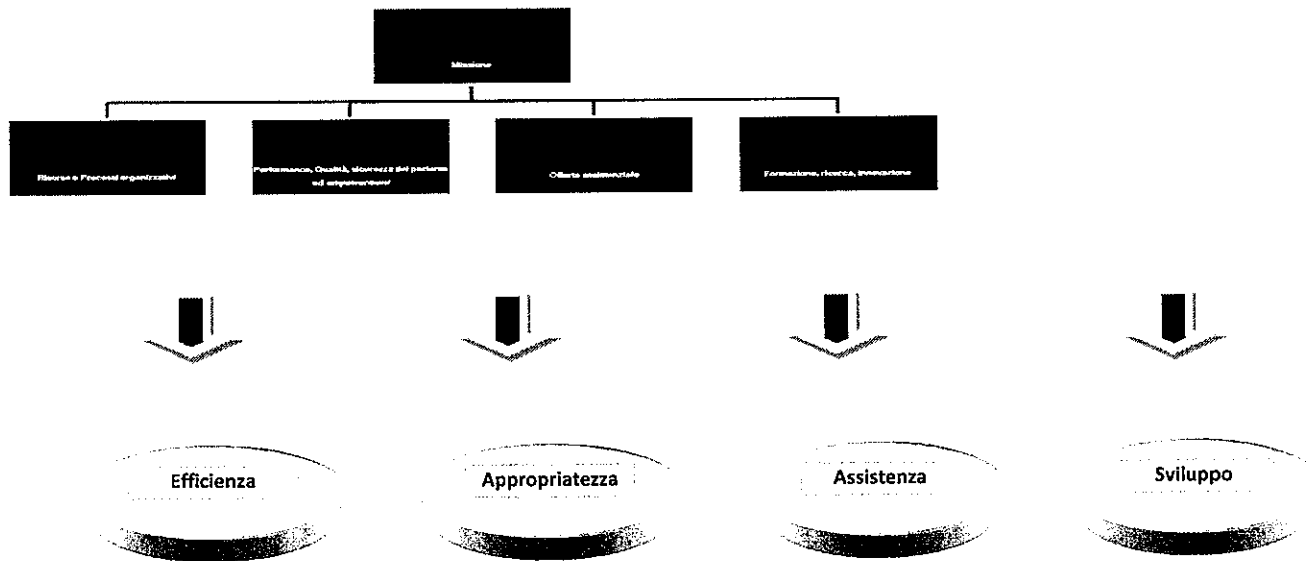 Missione
Risorse e Processi organizzativi
Performance, Qualità, sicurezza del paziente
ed empowerment
Offerta assistenziale
Formazione, ricerca, innovazione
Efficienza
Appropriatezza
Assistenza
Sviluppo